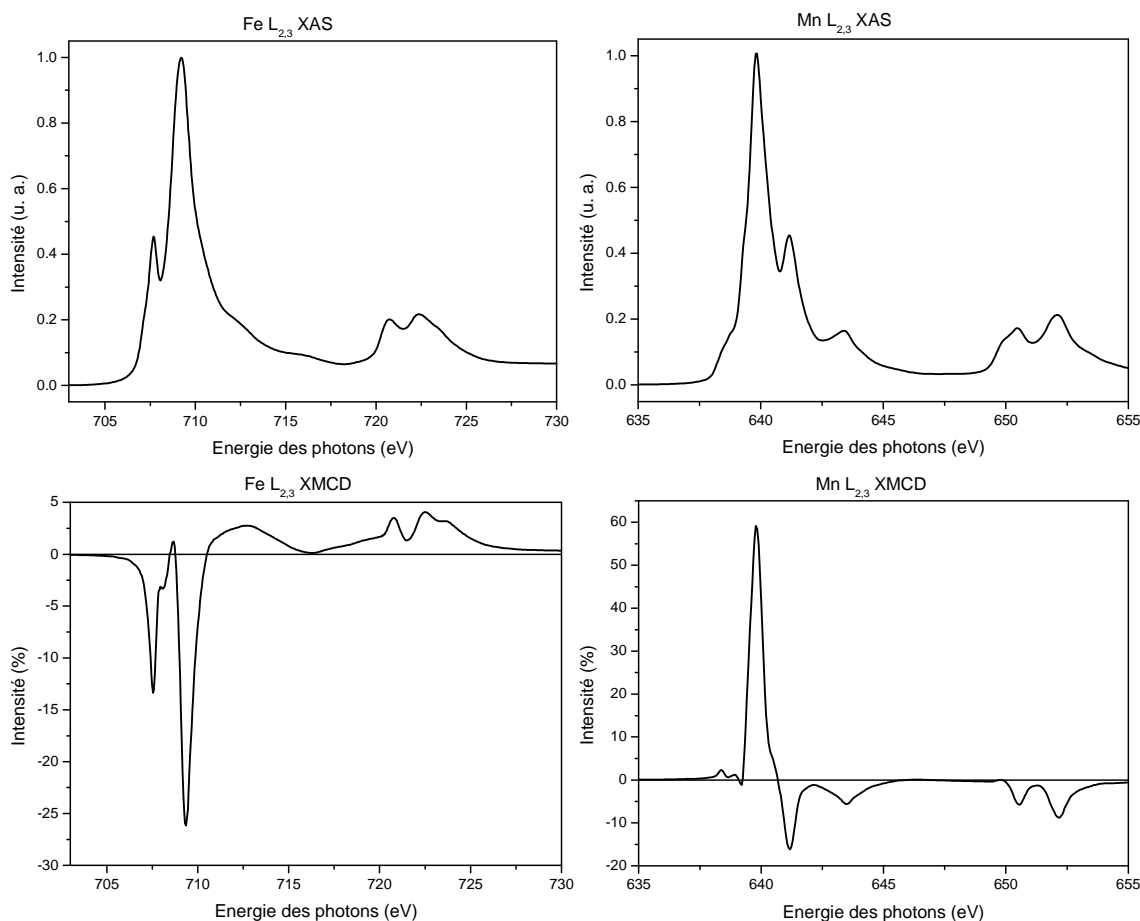 Fe L2,3 XAS
1.0
0.8
0.6
0.4
0.2
0.0
Intensité (u. a.)
705 710 715 720 725 730
Energie des photons (eV)
Mn L2,3 XAS
1.0
0.8
0.6
0.4
0.2
0.0
Intensité (u. a.)
635 640 645 650 655
Energie des photons (eV)
Fe L2,3 XMCD
5
0
-5
-10
-15
-20
-25
-30
Intensité (%)
705 710 715 720 725 730
Energie des photons (eV)
Mn L2,3 XMCD
60
50
40
30
20
10
0
-10
-20
Intensité (%)
635 640 645 650 655
Energie des photons (eV)